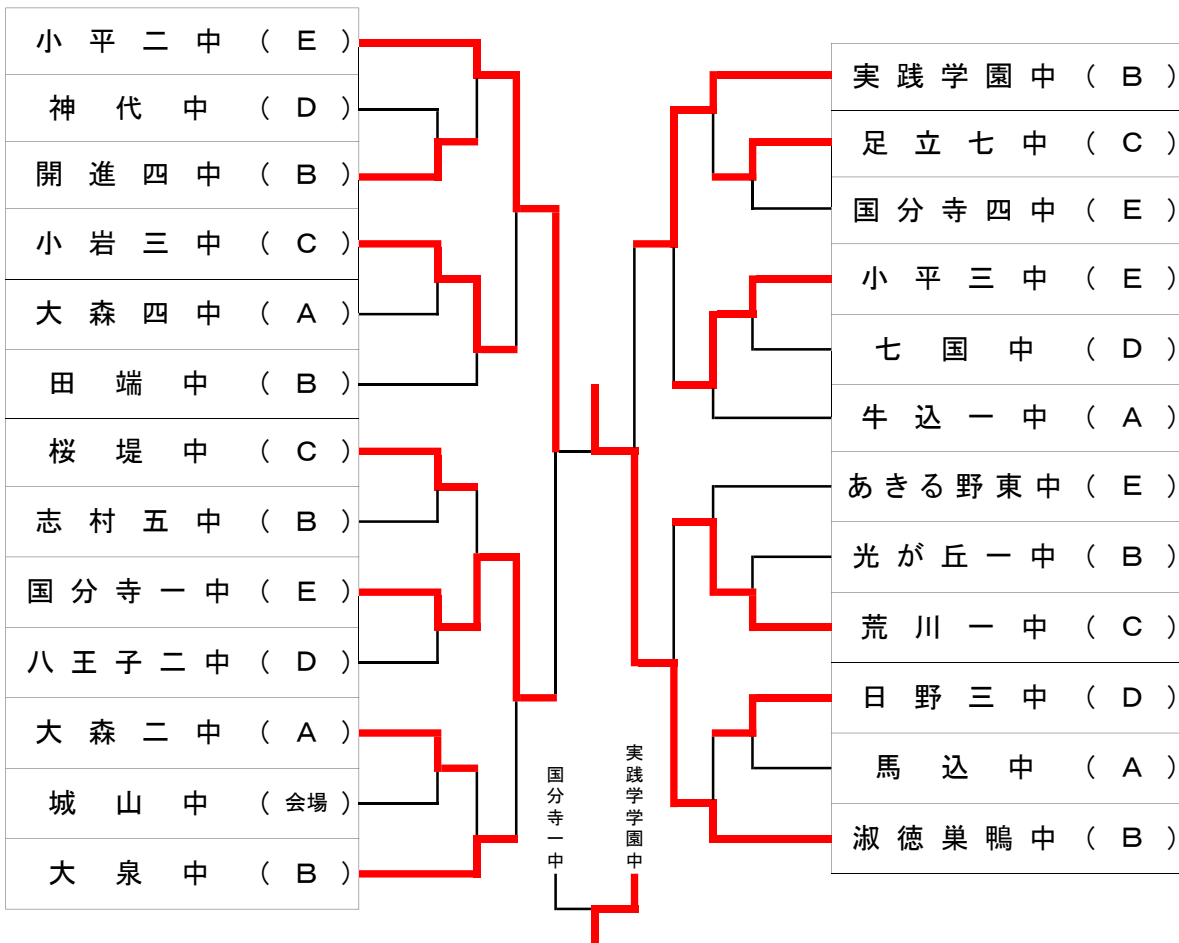 小平二中(E)
神代中(D)
開進四中(B)
小岩三中(C)
大森四中(A)
田端中(B)
桜堤中(C)
志村五中(B)
国分寺一中(E)
八王子二中(D)
大森二中(A)
城山中(会場)
大泉中(B)
実践学園中(B)
足立七中(C)
国分寺四中(E)
小平三中(E)
七国中(D)
牛込一中(A)
あきる野東中(E)
光が丘一中(B)
荒川一中(C)
日野三中(D)
馬込中(A)
淑徳巣鴨中(B)
国分寺一中
実践学学園中